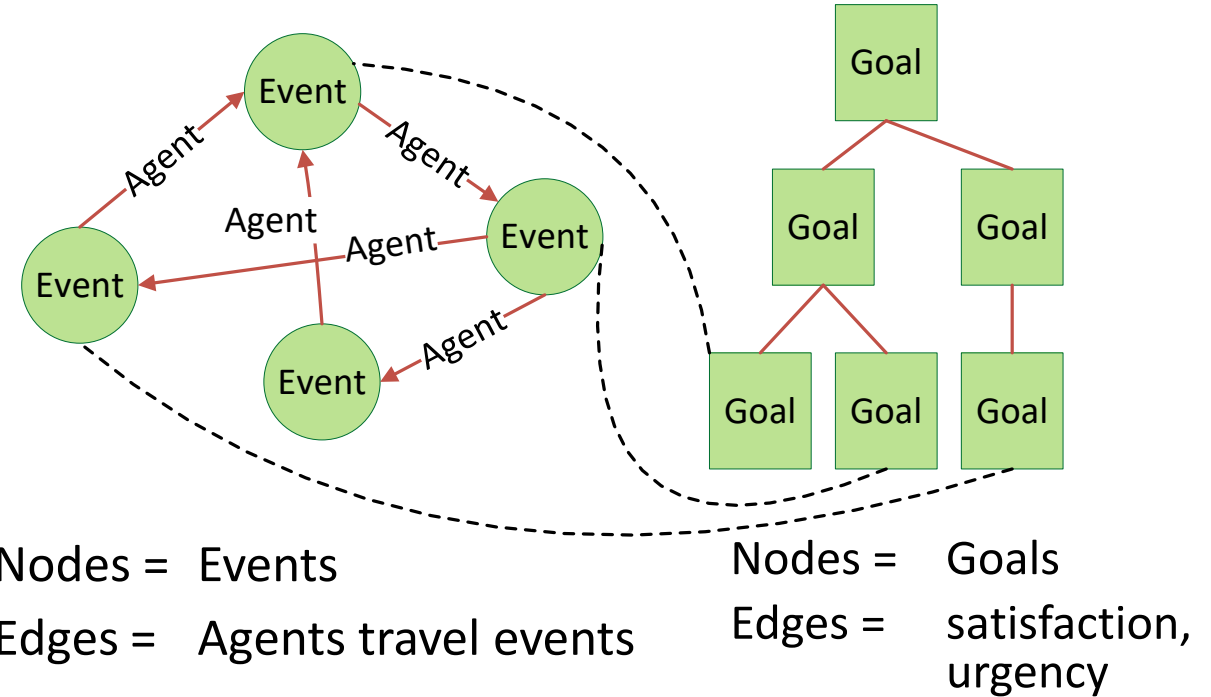 Event
Agent
Agent
Agent
Event
Agent
Event
Agent
Event
Goal
Goal
Goal
Goal
Goal
Goal
Nodes = Events
Edges = Agents travel events
Nodes = Goals
Edges = satisfaction,
urgency